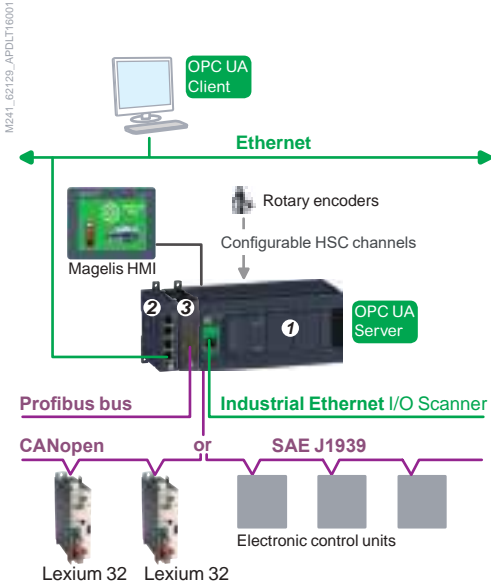 M241_62129_APDLT16001
OPC UA
Client
Ethernet
Rotary encoders
Configurable HSC channels
Magelis HMI
2
3
1
OPC UA
Server
Profibus bus
Industrial Ethernet I/O Scanner
CANopen
or
SAE J1939
Electronic control units
Lexium 32
Lexium 32